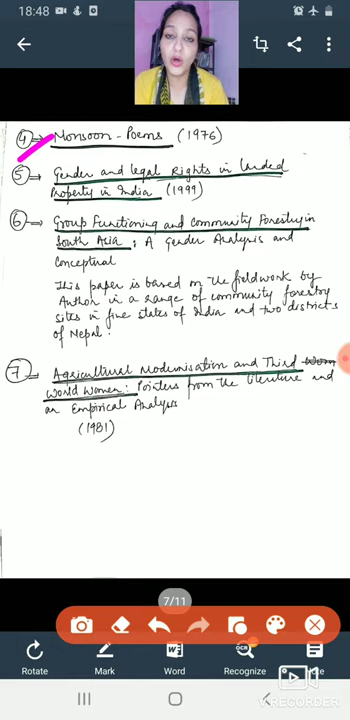 18:48
④ ⇒ Monsoon - Poems (1976)
⑤ ⇒ Gender and legal Rights in Landed
Property in India (1999)
⑥ ⇒ Group Functioning and Community Forestry in
South Asia : A Gender Analysis and
Conceptual
This paper is based on the fieldwork by
Author in a range of community forestry
sites in five states of India and two districts
of Nepal.
⑦ ⇒ Agricultural Modernisation and Third
World Women : Pointers from the literature and
an Empirical Analysis
(1981)
7/11
OCR
Rotate
Mark
Word
Recognize
VRECORDER